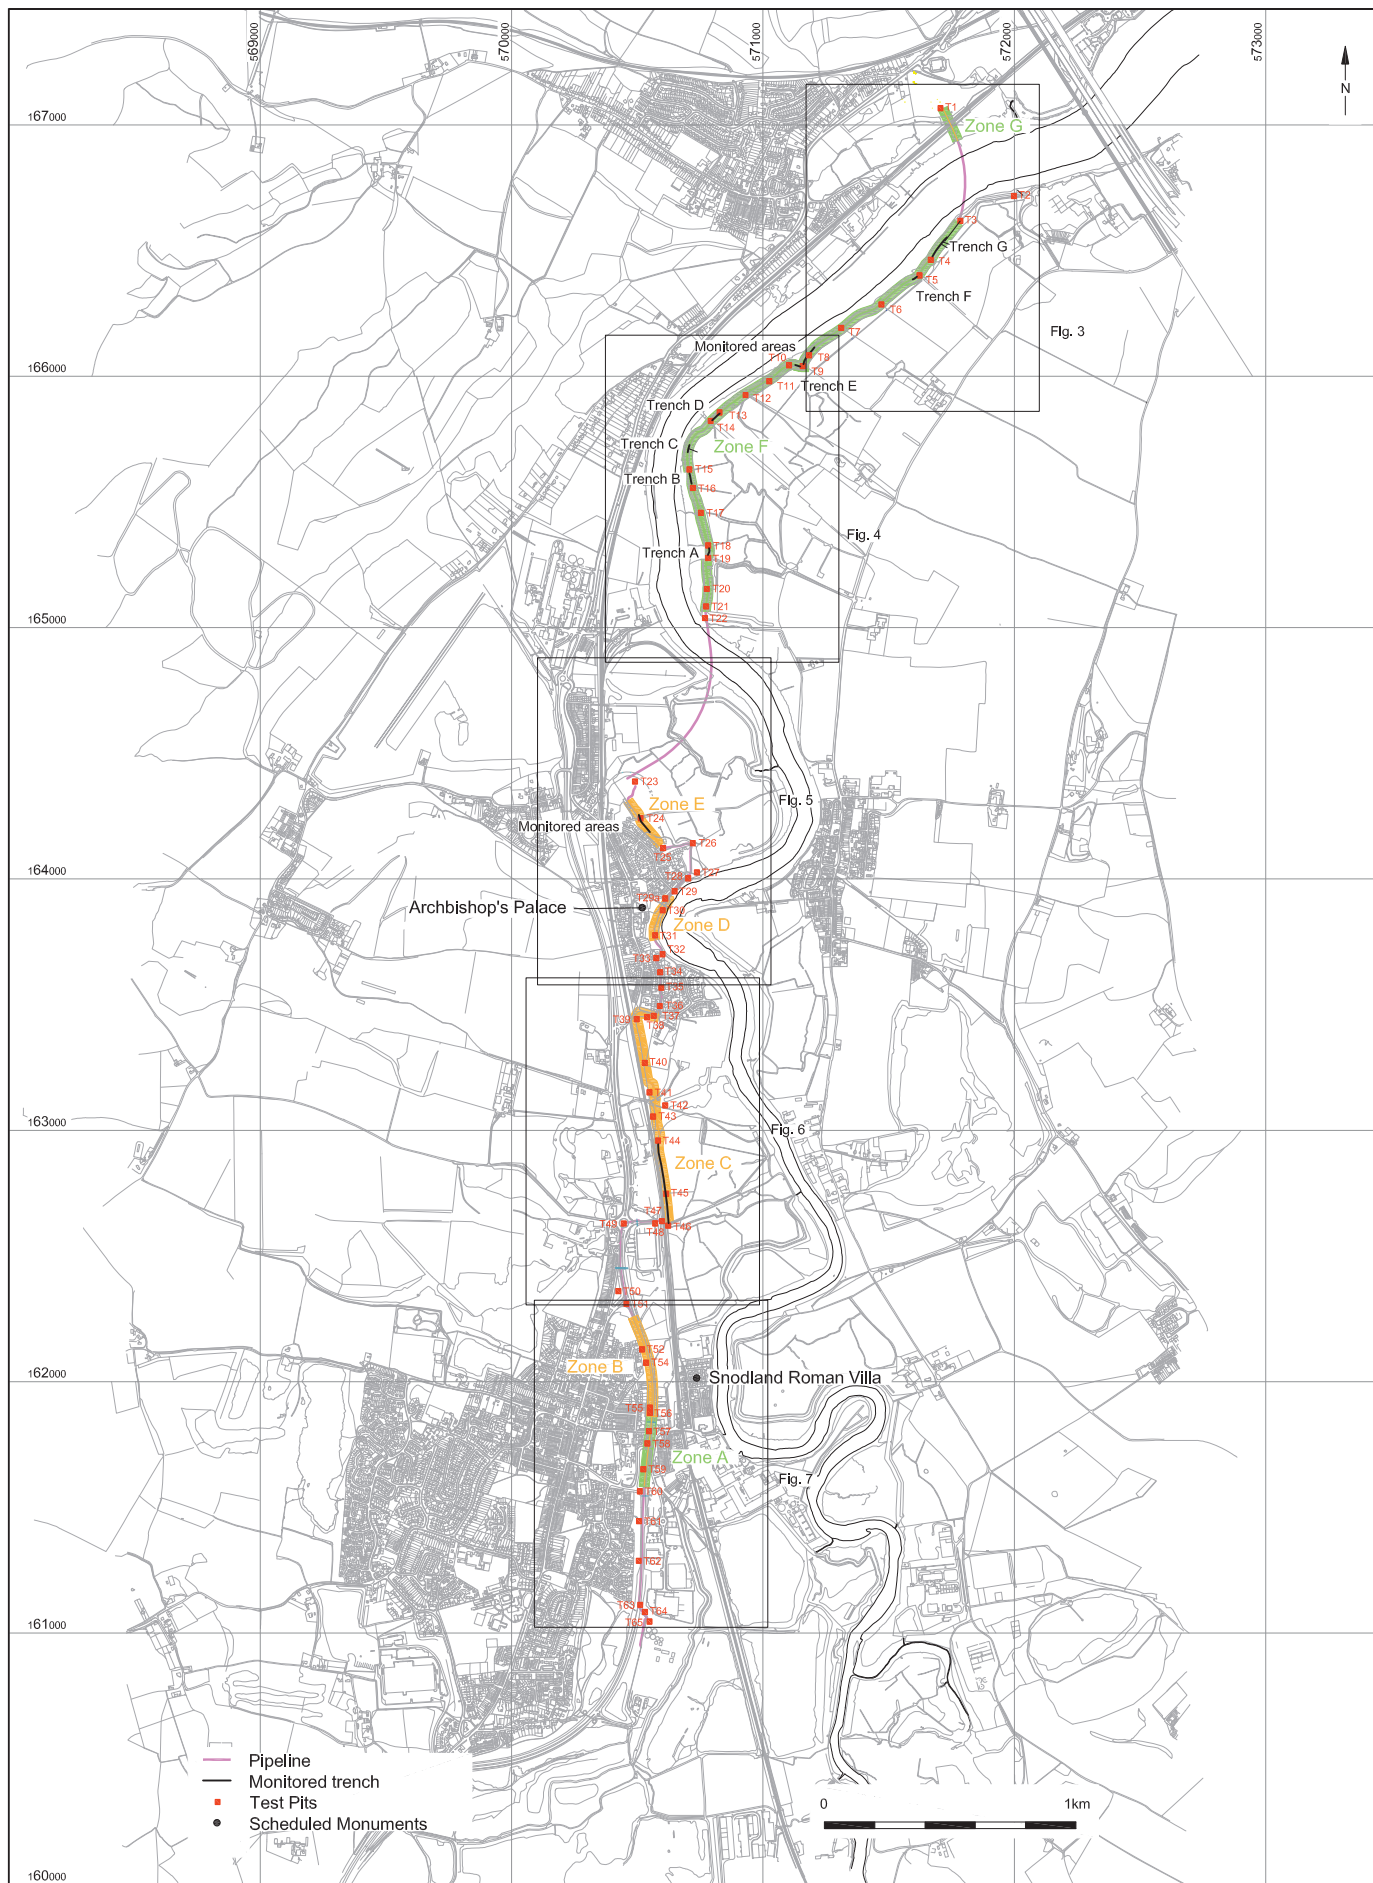 569000
570000
571000
572000
573000
N
167000
T1
Zone G
T2
T3
Trench G
T4
T5
Trench F
T6
T7
Fig. 3
Monitored areas
T8
T10
T9
166000
T11
Trench E
T12
Trench D
T13
T14
Trench C
Zone F
T15
Trench B
T16
T17
Fig. 4
T18
Trench A
T19
T20
T21
T22
165000
T23
Fig. 5
Zone E
T24
Monitored areas
T26
T25
T27
T28
164000
T29
T29a
Archbishop's Palace
T30
Zone D
T31
T32
T33
T34
T35
T36
T37
T39
T38
T40
T41
T42
T43
163000
Fig. 6
T44
Zone C
T45
T47
T49
T48
T46
T50
T51
T52
Zone B
T54
162000
Snodland Roman Villa
T55
T56
T57
T58
Zone A
T59
Fig. 7
T60
T61
T62
T63
T64
T65
161000
Pipeline
Monitored trench
Test Pits
Scheduled Monuments
0 1km
160000